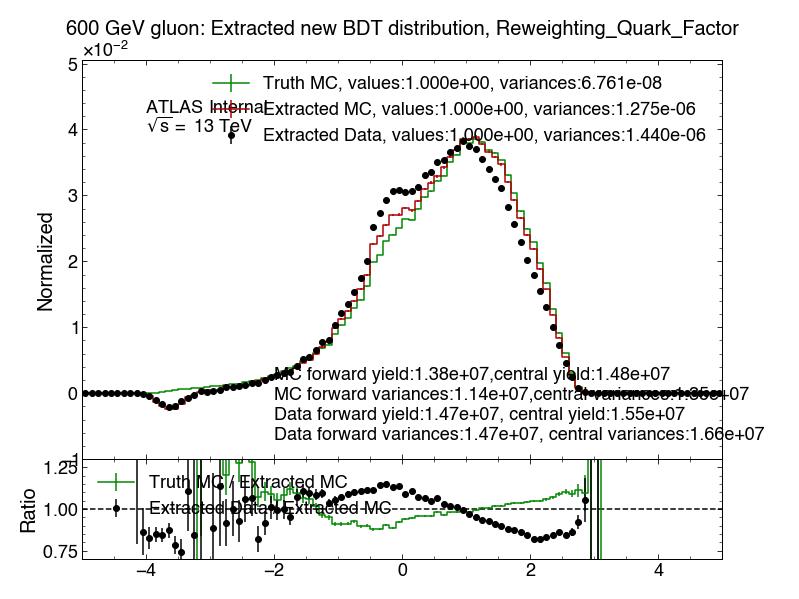 600 GeV gluon: Extracted new BDT distribution, Reweighting_Quark_Factor
×10⁻²
5
4
3
2
1
0
Normalized
ATLAS Internal
√s = 13 TeV
Truth MC, values:1.000e+00, variances:6.761e-08
Extracted MC, values:1.000e+00, variances:1.275e-06
Extracted Data, values:1.000e+00, variances:1.440e-06
MC forward yield:1.38e+07,central yield:1.48e+07
MC forward variances:1.14e+07,central variances:1.35e+07
Data forward yield:1.47e+07, central yield:1.55e+07
Data forward variances:1.47e+07, central variances:1.66e+07
1.25
1.00
0.75
Ratio
Truth MC / Extracted MC
Extracted Data / Extracted MC
−4 −2 0 2 4